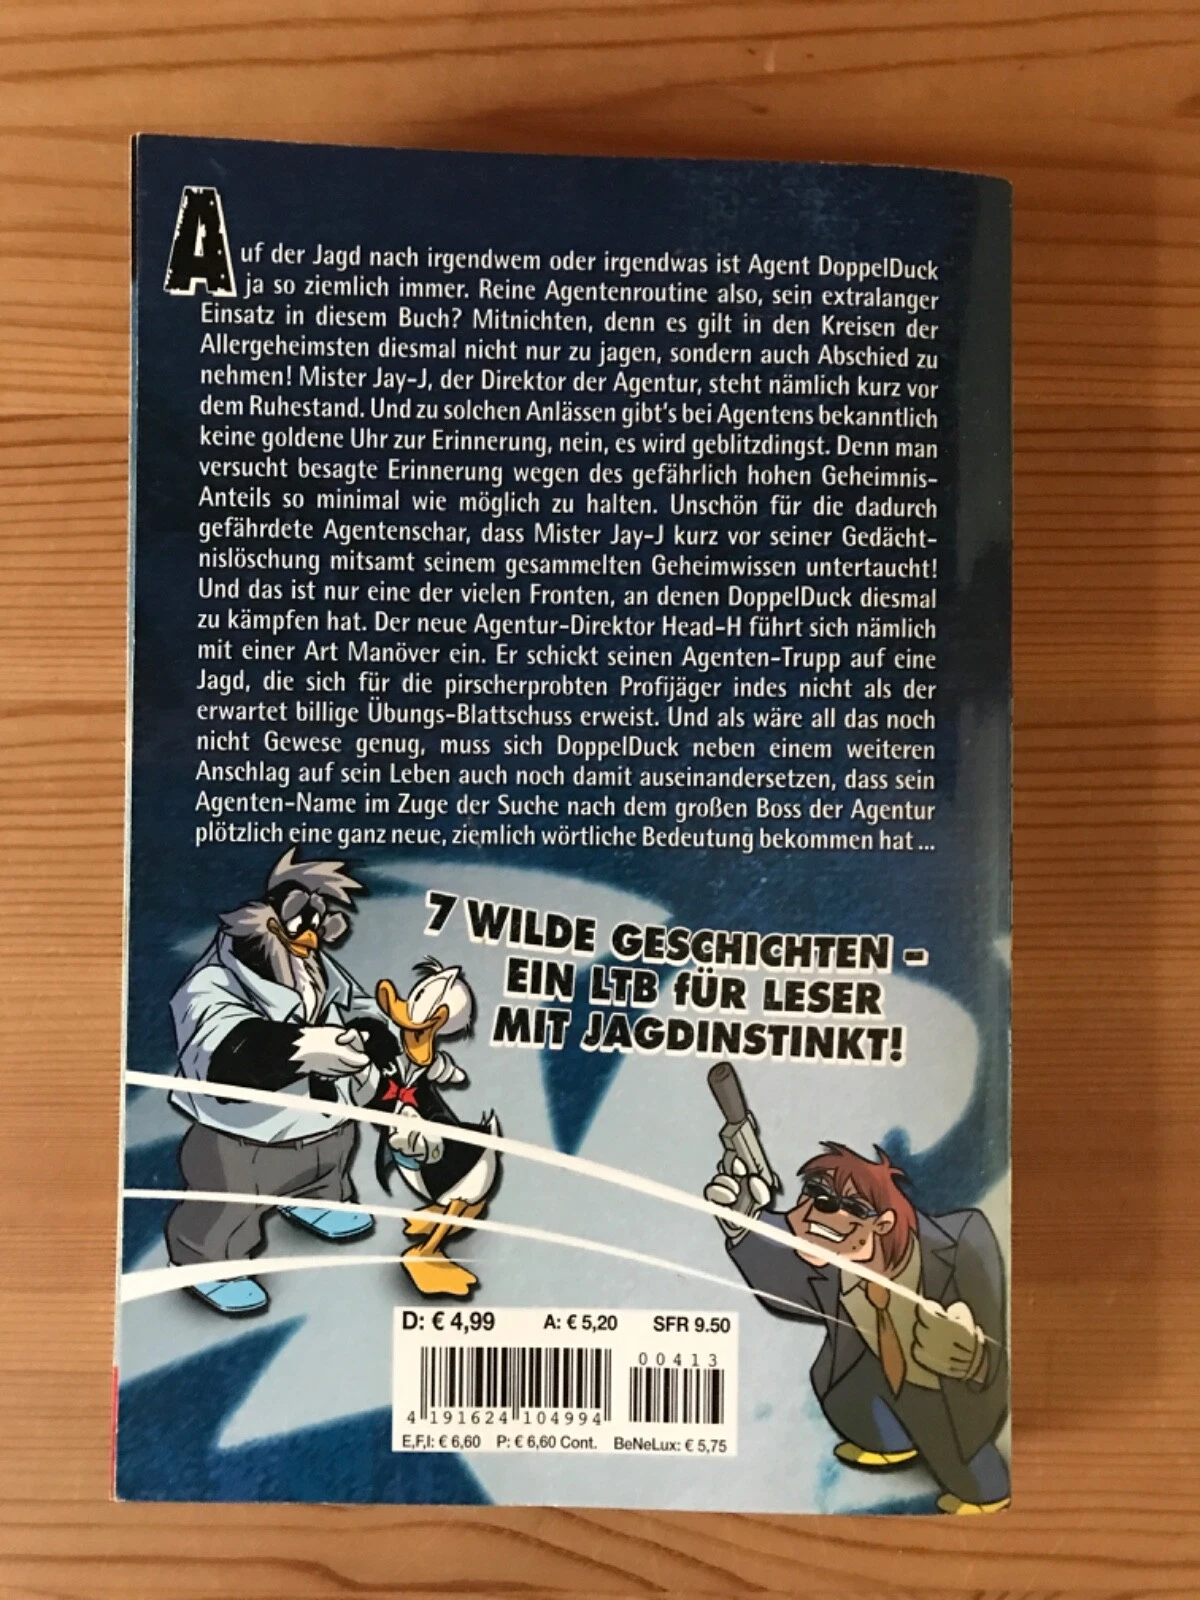 Auf der Jagd nach irgendwem oder irgendwas ist Agent DoppelDuck
ja so ziemlich immer. Reine Agentenroutine also, sein extralanger
Einsatz in diesem Buch? Mitnichten, denn es gilt in den Kreisen der
Allergeheimsten diesmal nicht nur zu jagen, sondern auch Abschied zu
nehmen! Mister Jay-J, der Direktor der Agentur, steht nämlich kurz vor
dem Ruhestand. Und zu solchen Anlässen gibt's bei Agentens bekanntlich
keine goldene Uhr zur Erinnerung, nein, es wird geblitzdingst. Denn man
versucht besagte Erinnerung wegen des gefährlich hohen Geheimnis-
Anteils so minimal wie möglich zu halten. Unschön für die dadurch
gefährdete Agentenschar, dass Mister Jay-J kurz vor seiner Gedächt-
nislöschung mitsamt seinem gesammelten Geheimwissen untertaucht!
Und das ist nur eine der vielen Fronten, an denen DoppelDuck diesmal
zu kämpfen hat. Der neue Agentur-Direktor Head-H führt sich nämlich
mit einer Art Manöver ein. Er schickt seinen Agenten-Trupp auf eine
Jagd, die sich für die pirscherprobten Profijäger indes nicht als der
erwartet billige Übungs-Blattschuss erweist. Und als wäre all das noch
nicht Gewese genug, muss sich DoppelDuck neben einem weiteren
Anschlag auf sein Leben auch noch damit auseinandersetzen, dass sein
Agenten-Name im Zuge der Suche nach dem großen Boss der Agentur
plötzlich eine ganz neue, ziemlich wörtliche Bedeutung bekommen hat ...
7 WILDE GESCHICHTEN -
EIN LTB fÜR LESER
MIT JAGDINSTINKT!
D: € 4,99 A: € 5,20 SFR 9.50
00413
4 191624 104994
E,F,I: € 6,60 P: € 6,60 Cont. BeNeLux: € 5,75